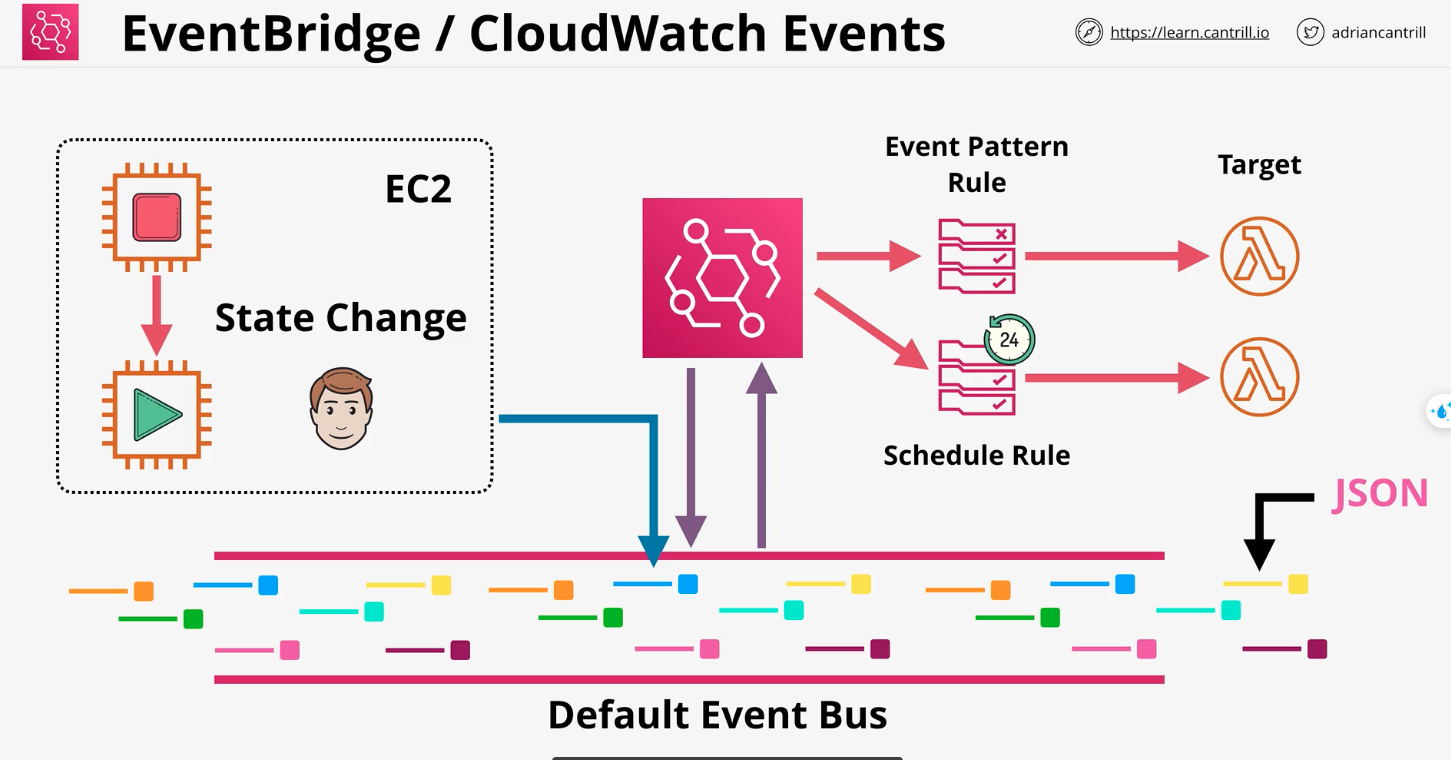 EventBridge / CloudWatch Events
https://learn.cantrill.io
adriancantrill
EC2
State Change
Event Pattern
Rule
Target
24
Schedule Rule
JSON
Default Event Bus